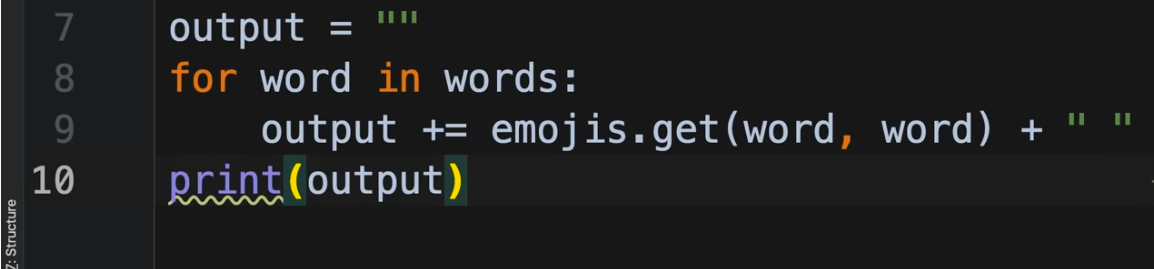 7 output = ""
8 for word in words:
9     output += emojis.get(word, word) + " "
10 print(output)
Z: Structure